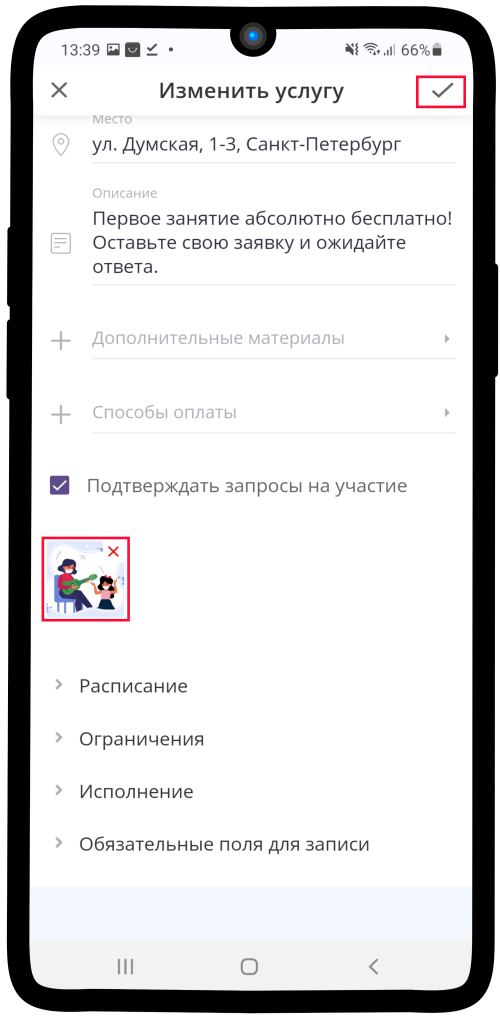 13:39
66%
Изменить услугу
Место
ул. Думская, 1-3, Санкт-Петербург
Описание
Первое занятие абсолютно бесплатно!
Оставьте свою заявку и ожидайте
ответа.
Дополнительные материалы
Способы оплаты
Подтверждать запросы на участие
Расписание
Ограничения
Исполнение
Обязательные поля для записи